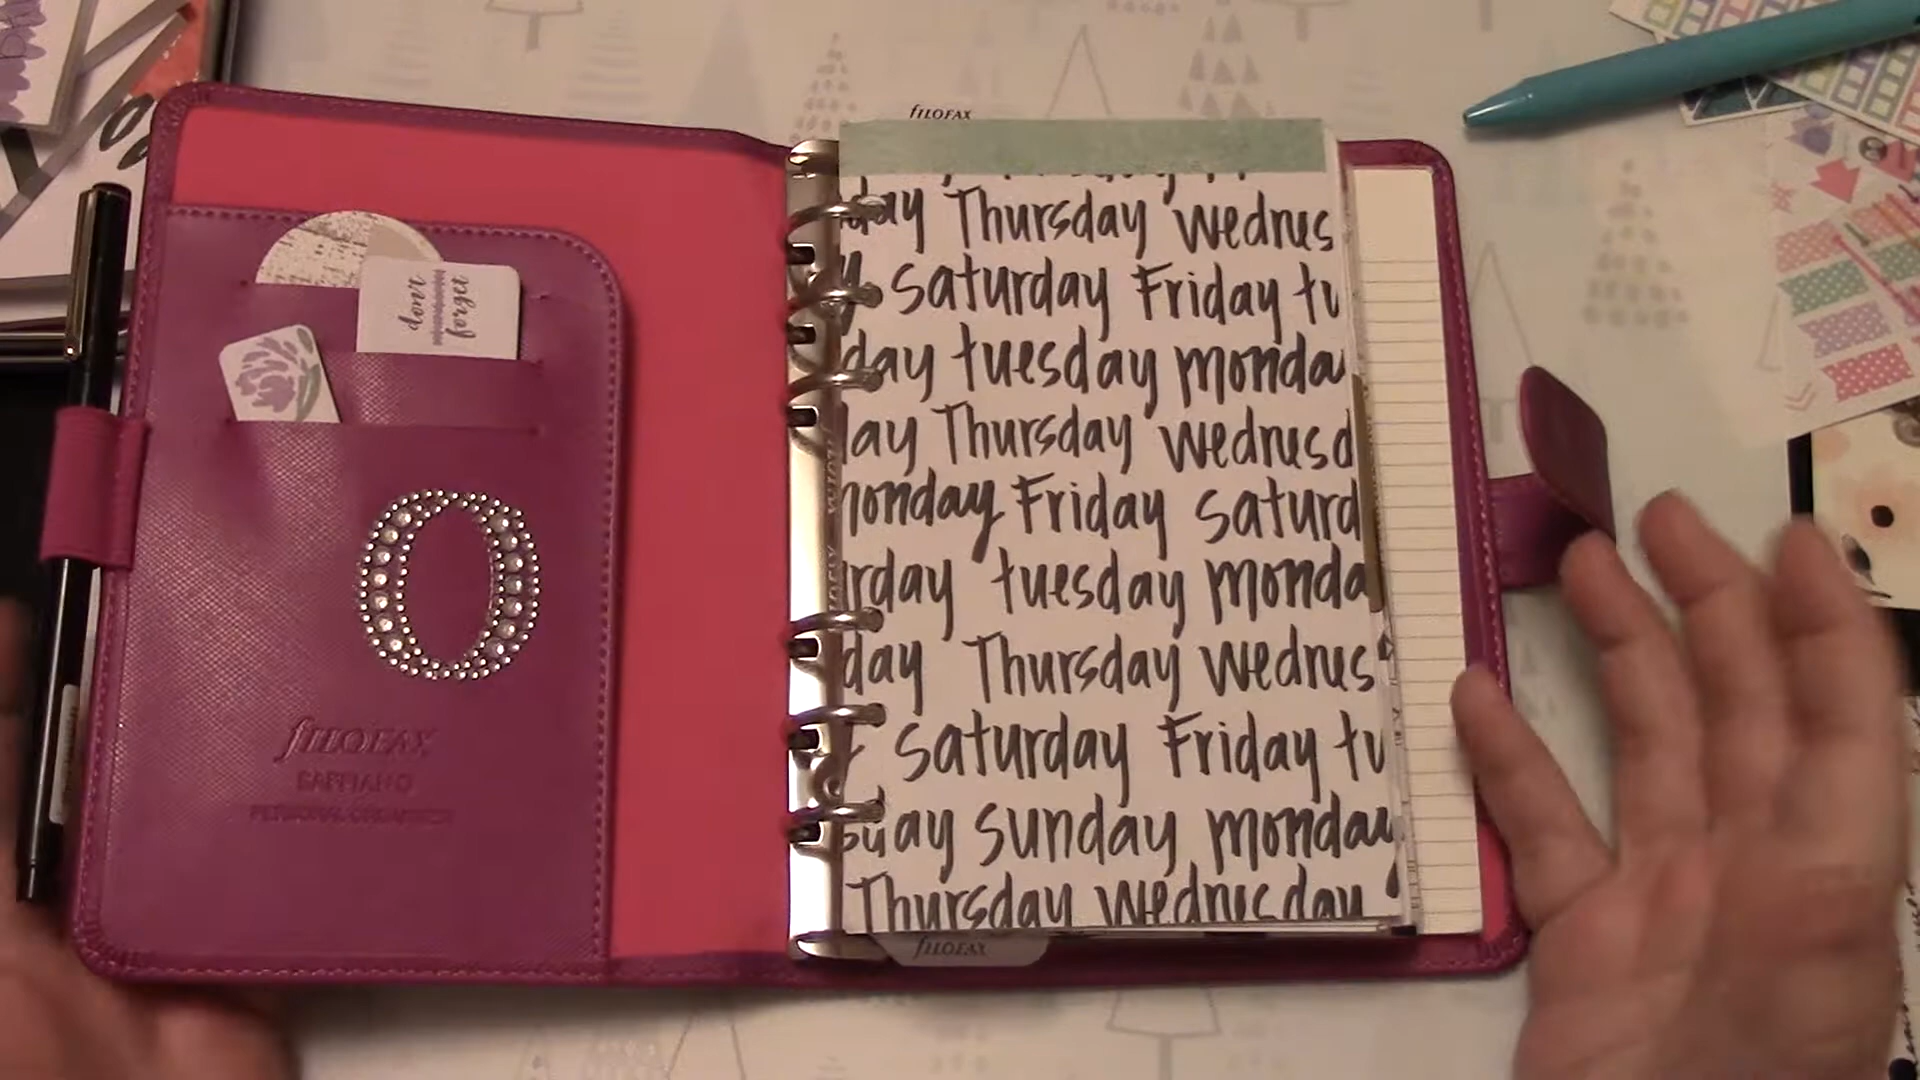 don't
forget
O
fILOFAX
SAFFIANO
PERSONAL ORGANISER
fILOFAX
day Thursday wednes
y saturday Friday tu
day tuesday monda
lay Thursday wednesd
monday Friday saturd
rday tuesday monda
day Thursday wednes
saturday Friday tu
day sunday monday
Thursday wednesday
fILOFAX